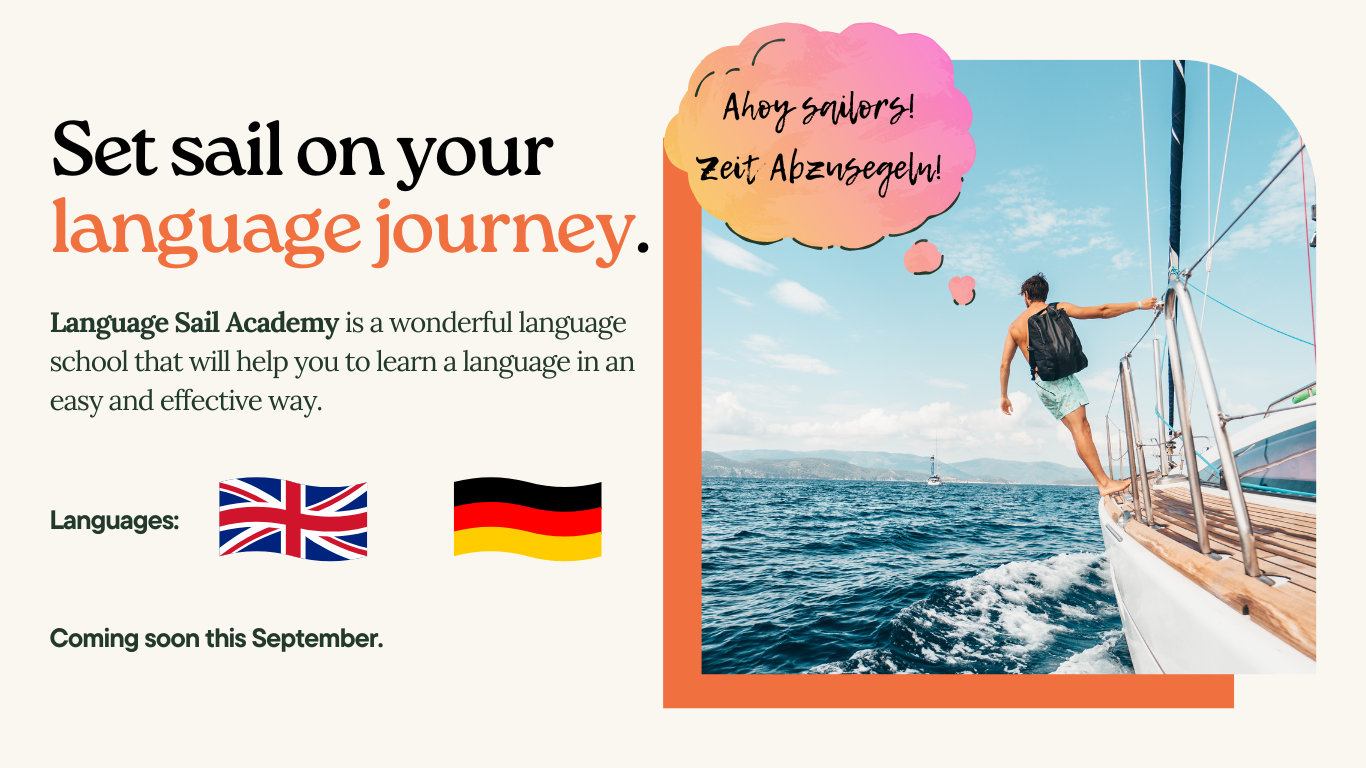 Set sail on your
language journey.
Language Sail Academy is a wonderful language
school that will help you to learn a language in an
easy and effective way.
Languages:
Coming soon this September.
Ahoy sailors!
Zeit Abzusegeln!